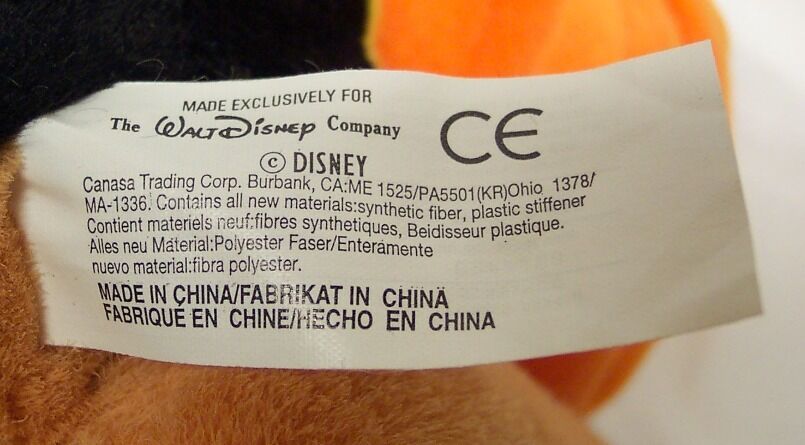 MADE EXCLUSIVELY FOR
The WALT DISNEY Company
CE
© DISNEY
Canasa Trading Corp. Burbank, CA:ME 1525/PA5501(KR)Ohio 1378/
MA-1336. Contains all new materials:synthetic fiber, plastic stiffener
Contient materiels neuf:fibres synthetiques, Beidisseur plastique.
Alles neu Material:Polyester Faser/Enteramente
nuevo material:fibra polyester.
MADE IN CHINA/FABRIKAT IN CHINA
FABRIQUE EN CHINE/HECHO EN CHINA